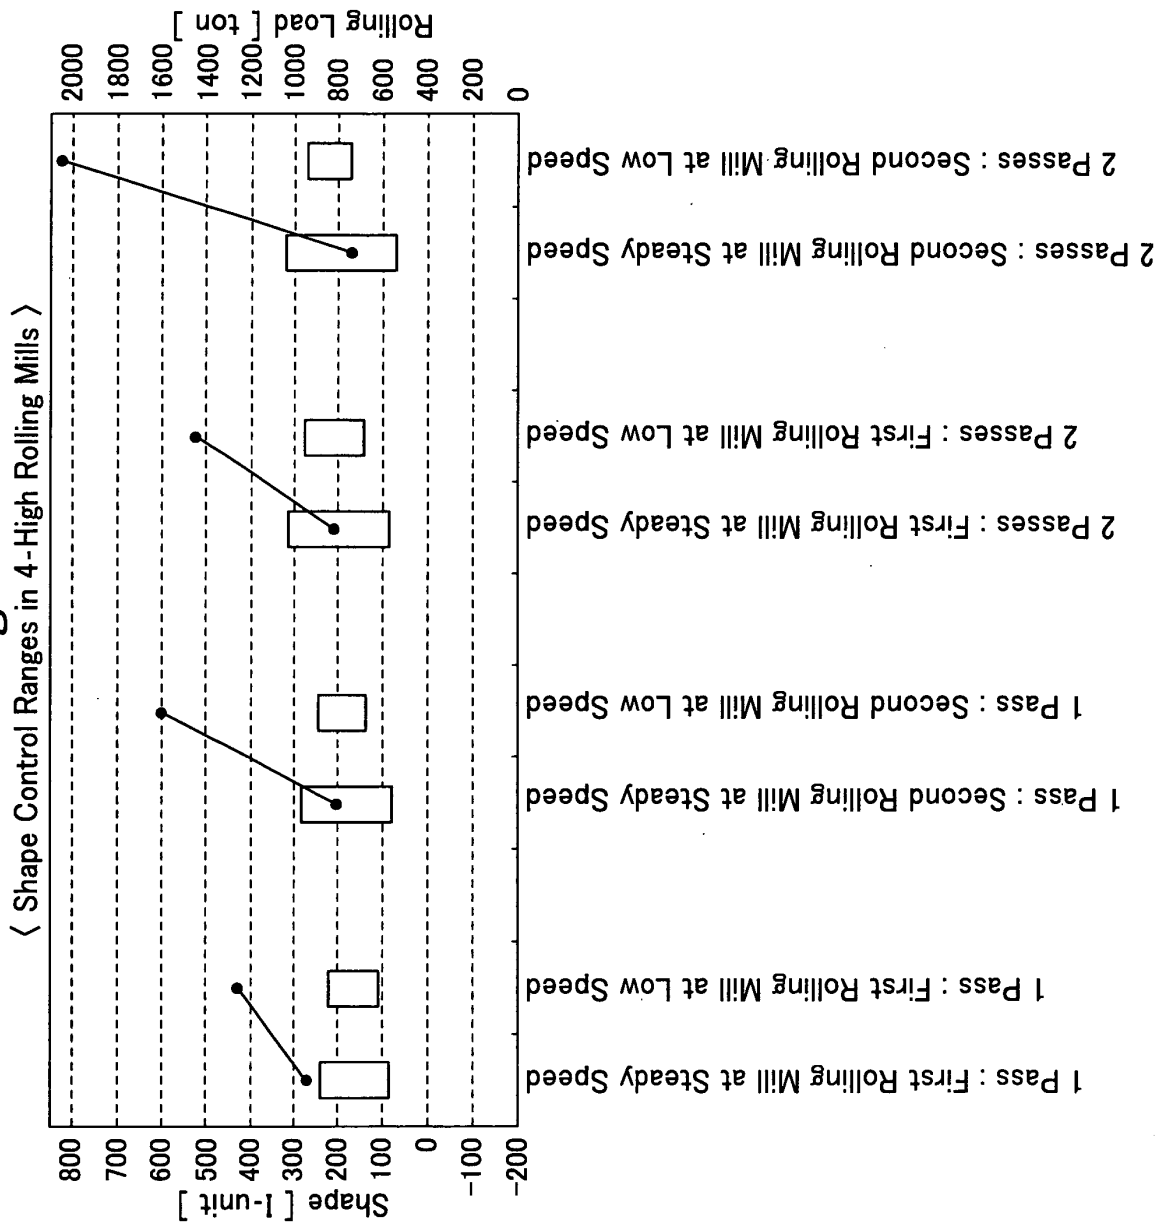 < Shape Control Ranges in 4-High Rolling Mills >
Shape [ I-unit ]
800
700
600
500
400
300
200
100
0
-100
-200
Rolling Load [ ton ]
2000
1800
1600
1400
1200
1000
800
600
400
200
0
1 Pass : First Rolling Mill at Steady Speed
1 Pass : First Rolling Mill at Low Speed
1 Pass : Second Rolling Mill at Steady Speed
1 Pass : Second Rolling Mill at Low Speed
2 Passes : First Rolling Mill at Steady Speed
2 Passes : First Rolling Mill at Low Speed
2 Passes : Second Rolling Mill at Steady Speed
2 Passes : Second Rolling Mill at Low Speed